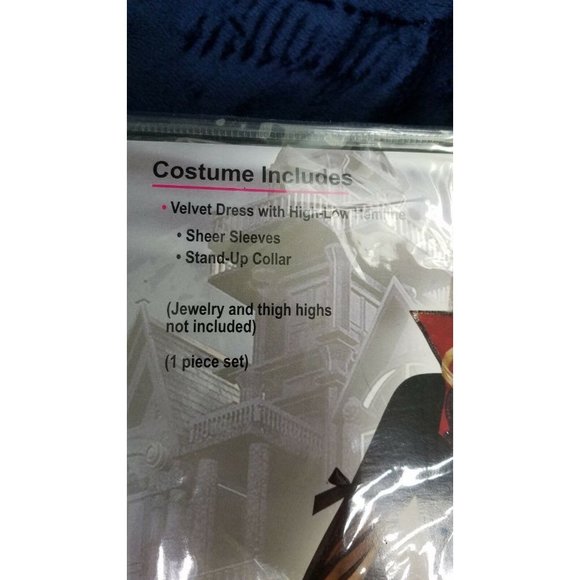 Costume Includes
• Velvet Dress with High-Low Hemline
• Sheer Sleeves
• Stand-Up Collar
(Jewelry and thigh highs
not included)
(1 piece set)